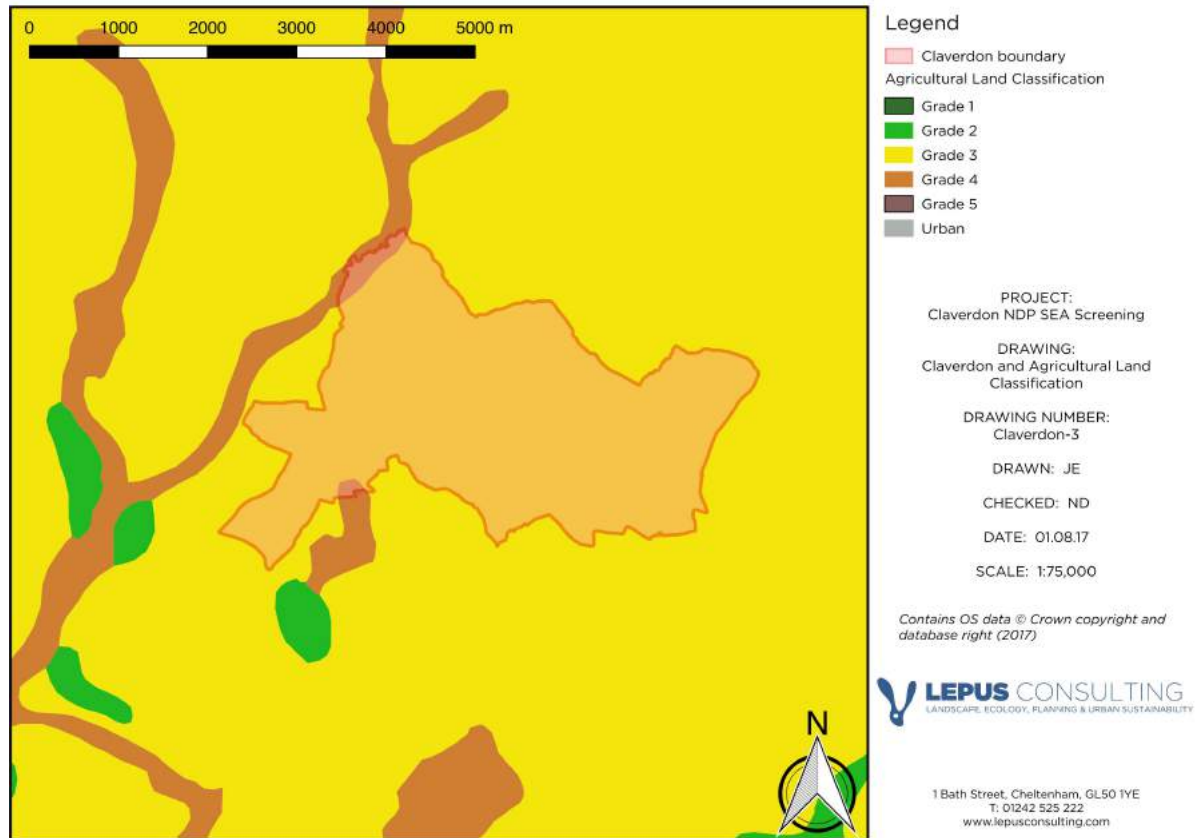 0 1000 2000 3000 4000 5000 m
N
Legend
Claverdon boundary
Agricultural Land Classification
Grade 1
Grade 2
Grade 3
Grade 4
Grade 5
Urban
PROJECT:
Claverdon NDP SEA Screening
DRAWING:
Claverdon and Agricultural Land
Classification
DRAWING NUMBER:
Claverdon-3
DRAWN: JE
CHECKED: ND
DATE: 01.08.17
SCALE: 1:75,000
Contains OS data © Crown copyright and
database right (2017)
LEPUS CONSULTING
LANDSCAPE, ECOLOGY, PLANNING & URBAN SUSTAINABILITY
1 Bath Street, Cheltenham, GL50 1YE
T: 01242 525 222
www.lepusconsulting.com